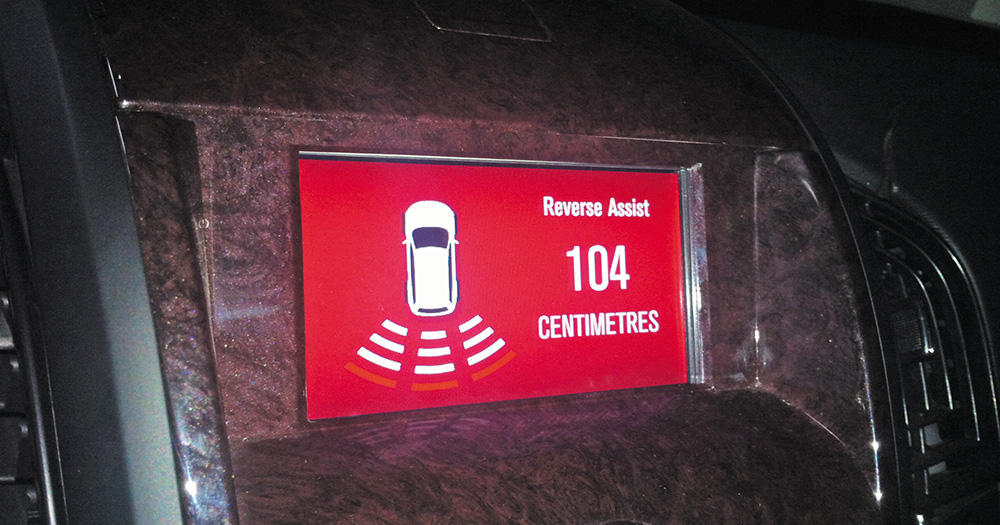 Reverse Assist
104
CENTIMETRES